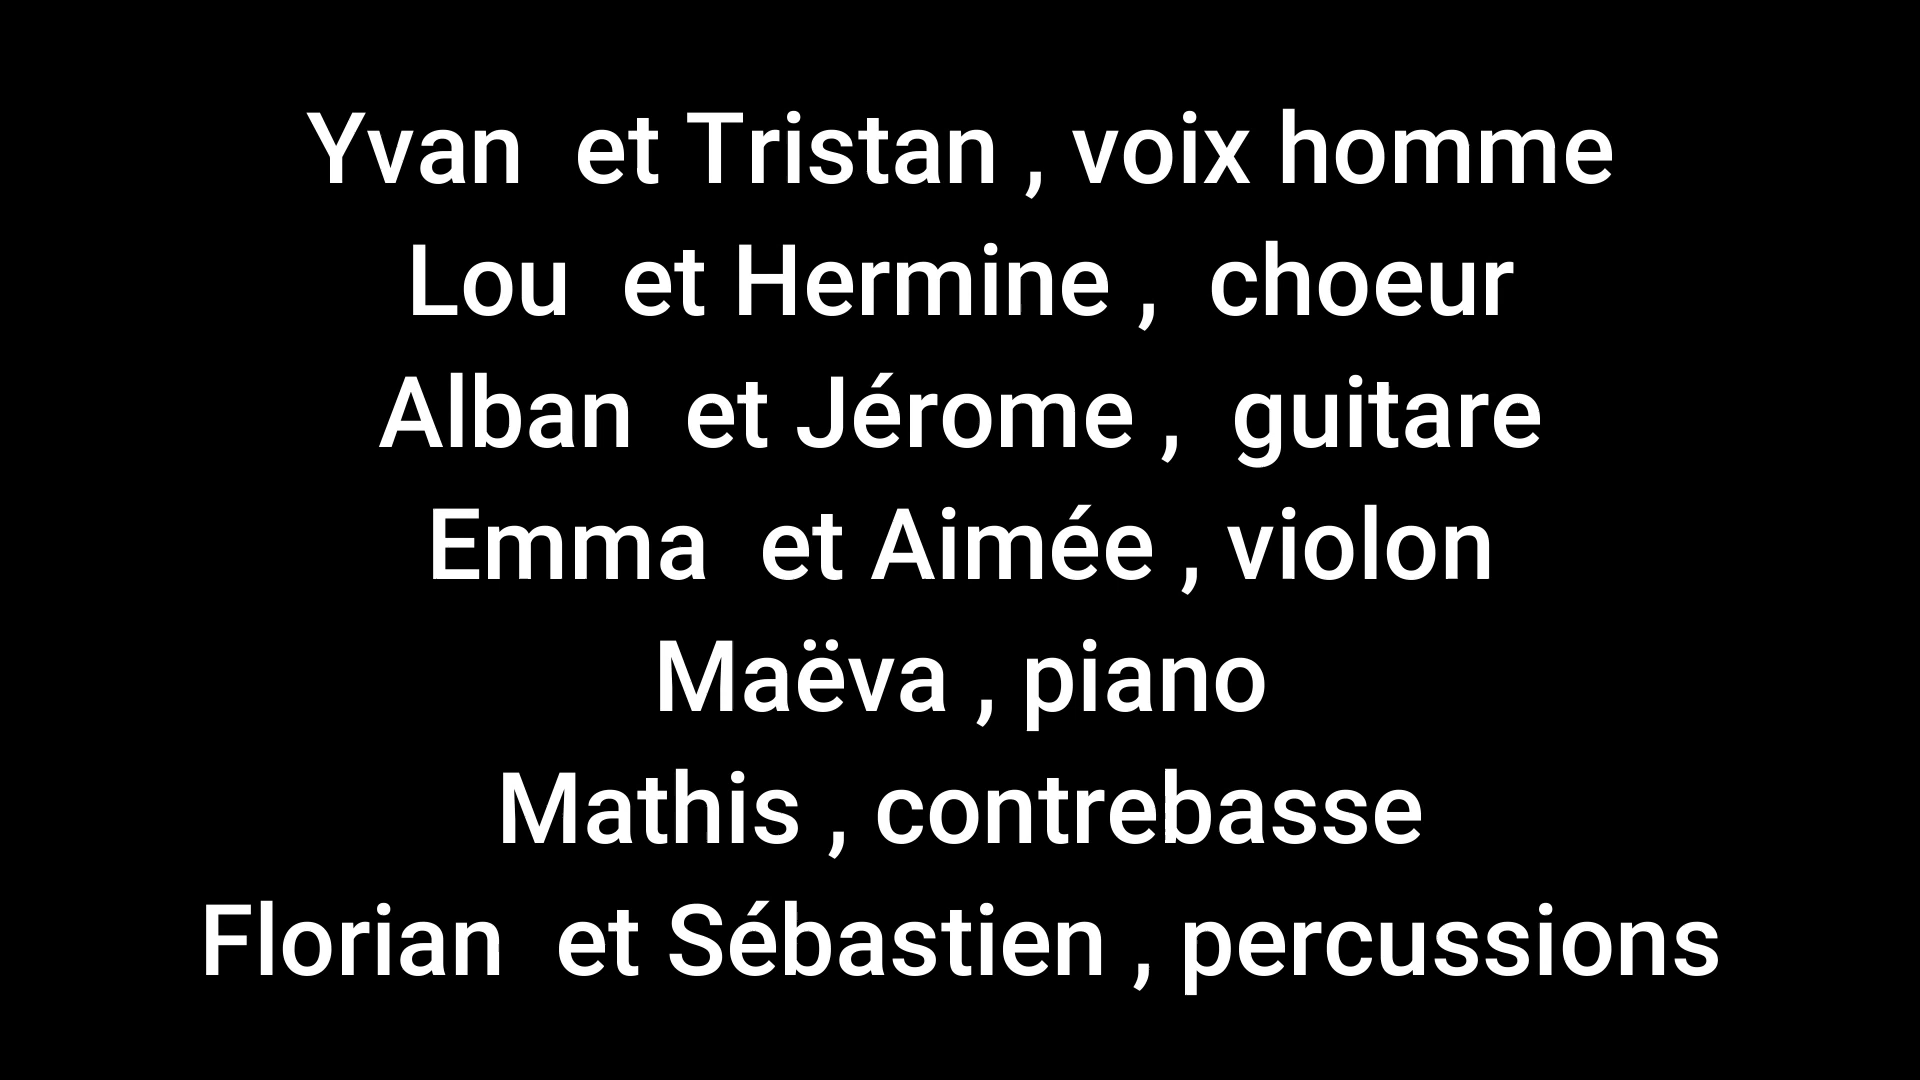 Yvan  et Tristan , voix homme
Lou  et Hermine ,  choeur
Alban  et Jérome ,  guitare
Emma  et Aimée , violon
Maëva , piano
Mathis , contrebasse
Florian  et Sébastien , percussions